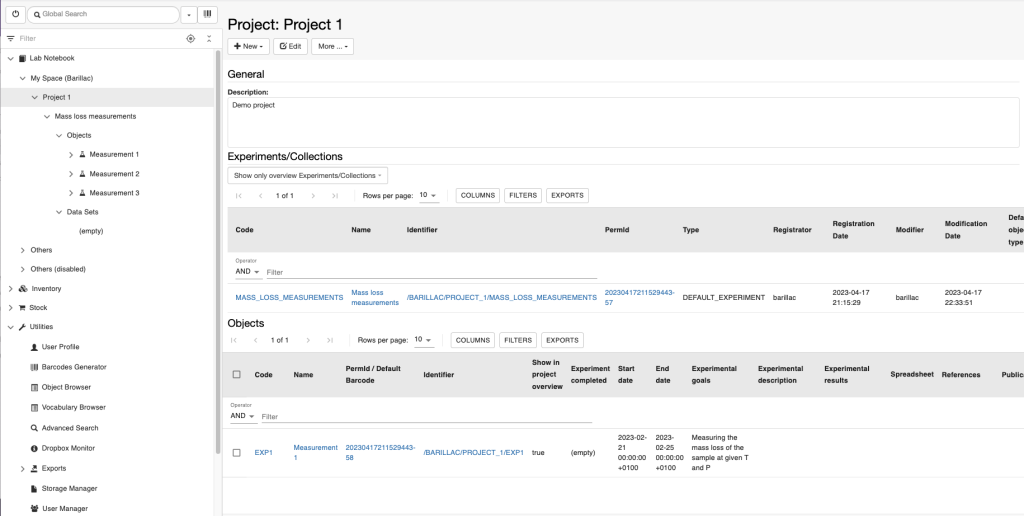 Global Search
Filter
Lab Notebook
My Space (Barillac)
Project 1
Mass loss measurements
Objects
Measurement 1
Measurement 2
Measurement 3
Data Sets
(empty)
Others
Others (disabled)
Inventory
Stock
Utilities
User Profile
Barcodes Generator
Object Browser
Vocabulary Browser
Advanced Search
Dropbox Monitor
Exports
Storage Manager
User Manager
Project: Project 1
New
Edit
More ...
General
Description:
Demo project
Experiments/Collections
Show only overview Experiments/Collections
1 of 1 Rows per page: 10 COLUMNS FILTERS EXPORTS
Code Name Identifier PermId Type Registrator Registration Date Modifier Modification Date Defa objec type
Operator
AND Filter
MASS_LOSS_MEASUREMENTS Mass loss measurements /BARILLAC/PROJECT_1/MASS_LOSS_MEASUREMENTS 20230417211529443-57 DEFAULT_EXPERIMENT barillac 2023-04-17 21:15:29 barillac 2023-04-17 22:33:51
Objects
1 of 1 Rows per page: 10 COLUMNS FILTERS EXPORTS
Code Name PermId / Default Barcode Identifier Show in project overview Experiment completed Start date End date Experimental goals Experimental description Experimental results Spreadsheet References Public
Operator
AND Filter
EXP1 Measurement 1 20230417211529443-58 /BARILLAC/PROJECT_1/EXP1 true (empty) 2023-02-21 00:00:00 +0100 2023-02-25 00:00:00 +0100 Measuring the mass loss of the sample at given T and P